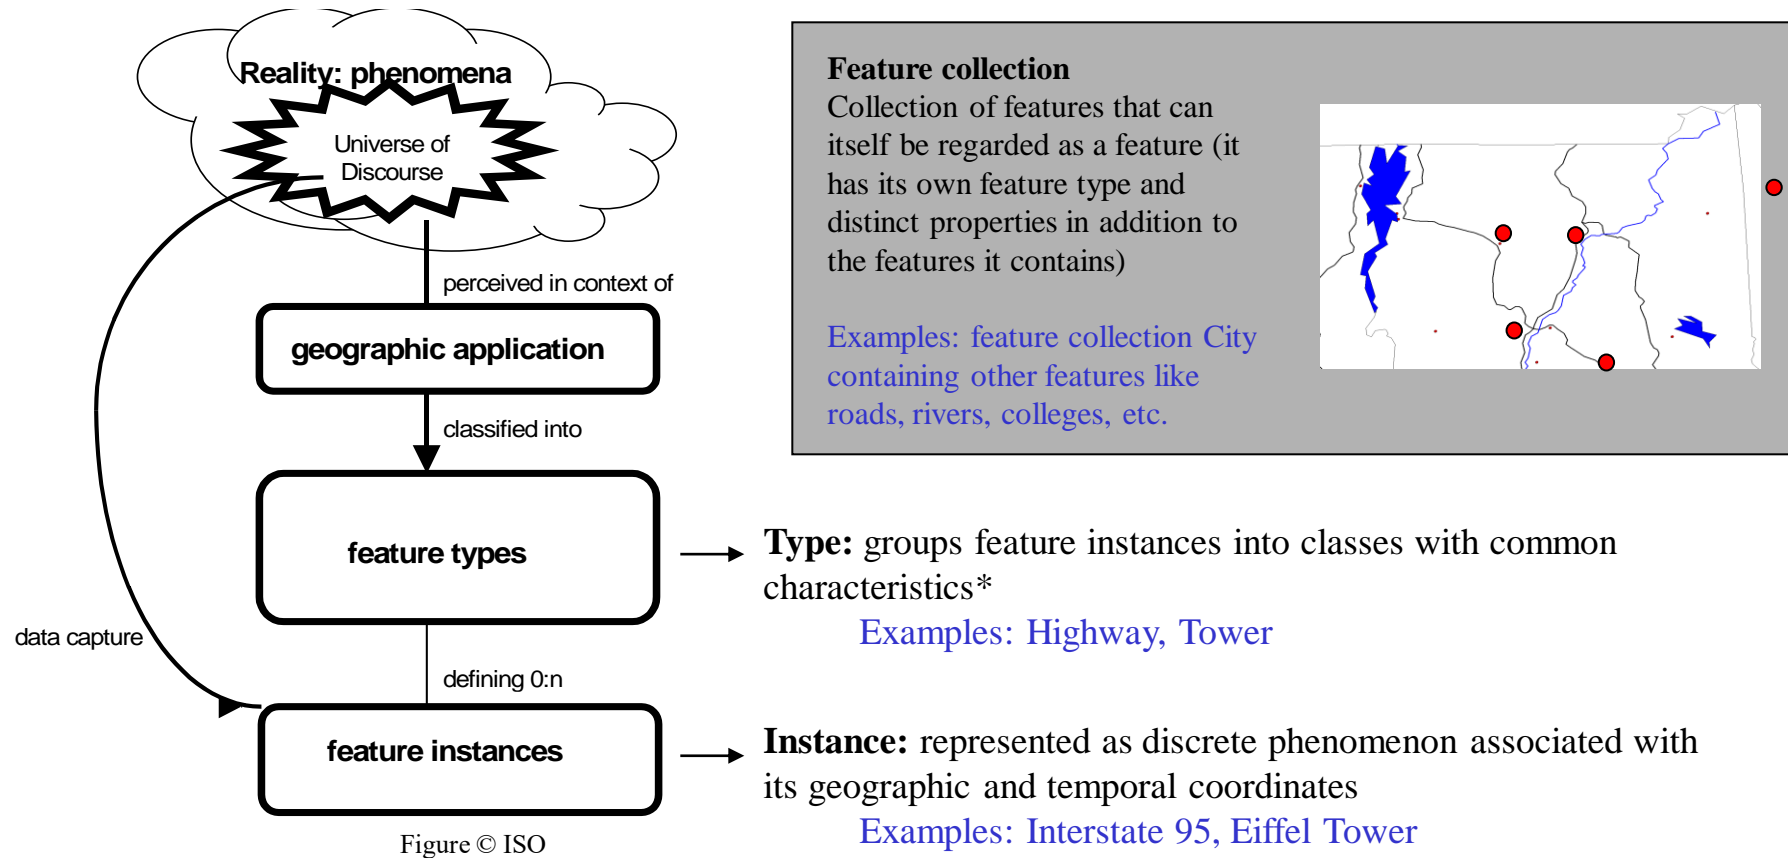 Reality: phenomena
Universe of
Discourse
perceived in context of
geographic application
classified into
feature types
data capture
defining 0:n
feature instances
Figure © ISO
Feature collection
Collection of features that can
itself be regarded as a feature (it
has its own feature type and
distinct properties in addition to
the features it contains)
Examples: feature collection City
containing other features like
roads, rivers, colleges, etc.
Type: groups feature instances into classes with common
characteristics*
Examples: Highway, Tower
Instance: represented as discrete phenomenon associated with
its geographic and temporal coordinates
Examples: Interstate 95, Eiffel Tower